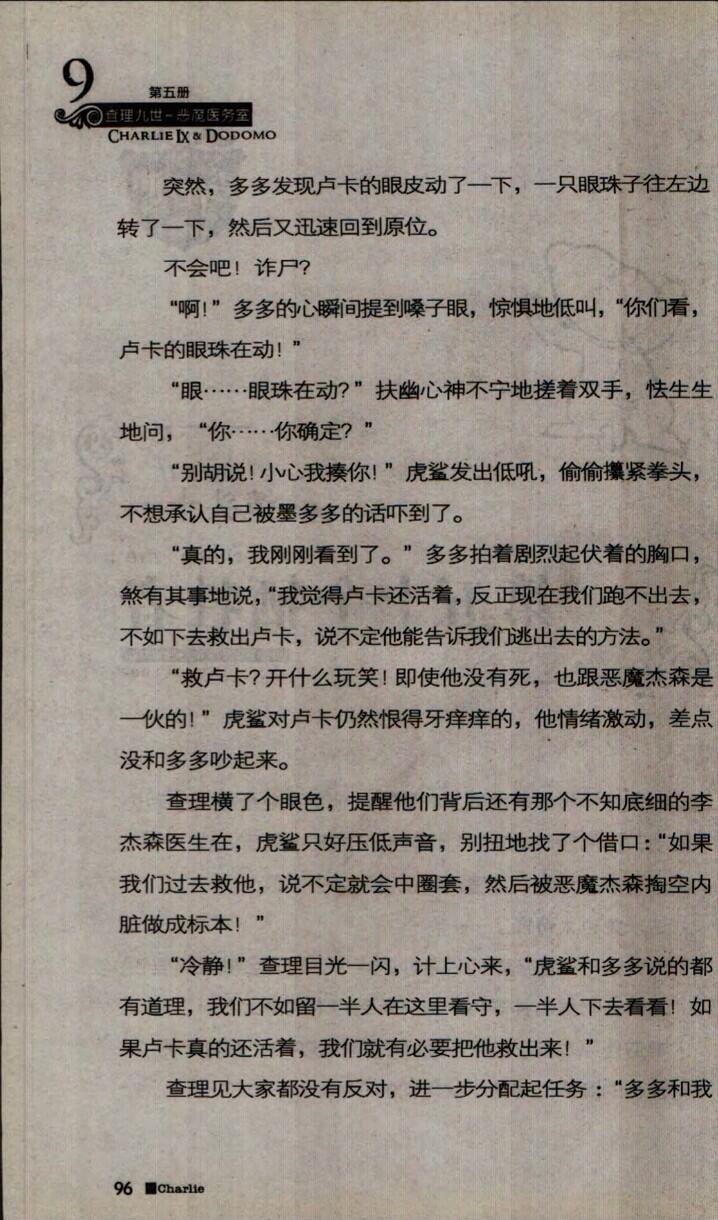 9
第五册
查理九世-恶魔医务室
CHARLIE IX & DODOMO
突然，多多发现卢卡的眼皮动了一下，一只眼珠子往左边
转了一下，然后又迅速回到原位。
不会吧！诈尸？
“啊！”多多的心瞬间提到嗓子眼，惊惧地低叫，“你们看，
卢卡的眼珠在动！”
“眼……眼珠在动？”扶幽心神不宁地搓着双手，怯生生
地问，“你……你确定？”
“别胡说！小心我揍你！”虎鲨发出低吼，偷偷攥紧拳头，
不想承认自己被墨多多的话吓到了。
“真的，我刚刚看到了。”多多拍着剧烈起伏着的胸口，
煞有其事地说，“我觉得卢卡还活着，反正现在我们跑不出去，
不如下去救出卢卡，说不定他能告诉我们逃出去的方法。”
“救卢卡？开什么玩笑！即使他没有死，也跟恶魔杰森是
一伙的！”虎鲨对卢卡仍然恨得牙痒痒的，他情绪激动，差点
没和多多吵起来。
查理横了个眼色，提醒他们背后还有那个不知底细的李
杰森医生在，虎鲨只好压低声音，别扭地找了个借口：“如果
我们过去救他，说不定就会中圈套，然后被恶魔杰森掏空内
脏做成标本！”
“冷静！”查理目光一闪，计上心来，“虎鲨和多多说的都
有道理，我们不如留一半人在这里看守，一半人下去看看！如
果卢卡真的还活着，我们就有必要把他救出来！”
查理见大家都没有反对，进一步分配起任务：“多多和我
96 ■Charlie